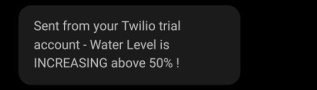 Sent from your Twilio trial
account - Water Level is
INCREASING above 50% !